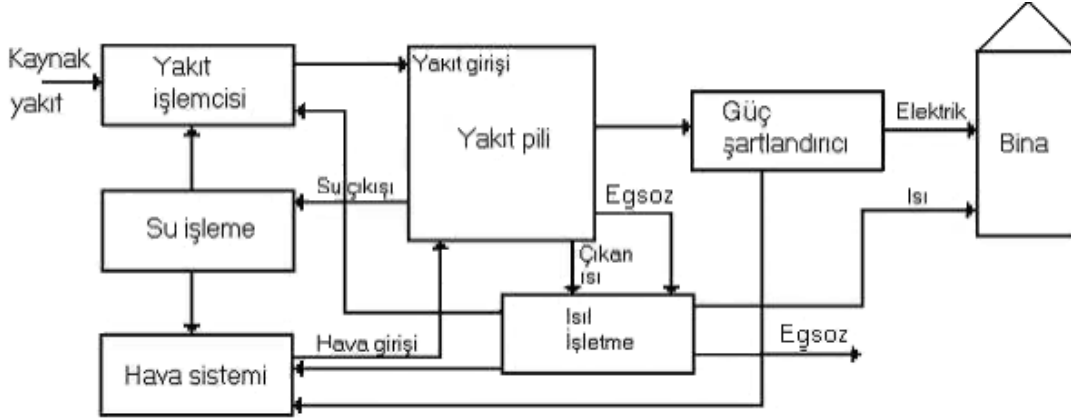 Kaynak
yakıt
Yakıt
işlemcisi
Yakıt girişi
Yakıt pili
Güç
şartlandırıcı
Elektrik
Bina
Su çıkışı
Egsoz
Isı
Su işleme
Çıkan
ısı
Isıl
İşletme
Hava girişi
Egsoz
Hava sistemi